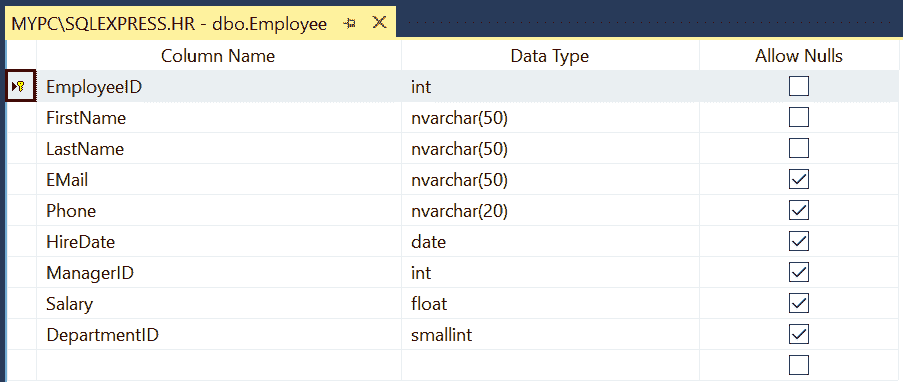 MYPC\SQLEXPRESS.HR - dbo.Employee
Column Name Data Type Allow Nulls
EmployeeID int
FirstName nvarchar(50)
LastName nvarchar(50)
EMail nvarchar(50)
Phone nvarchar(20)
HireDate date
ManagerID int
Salary float
DepartmentID smallint